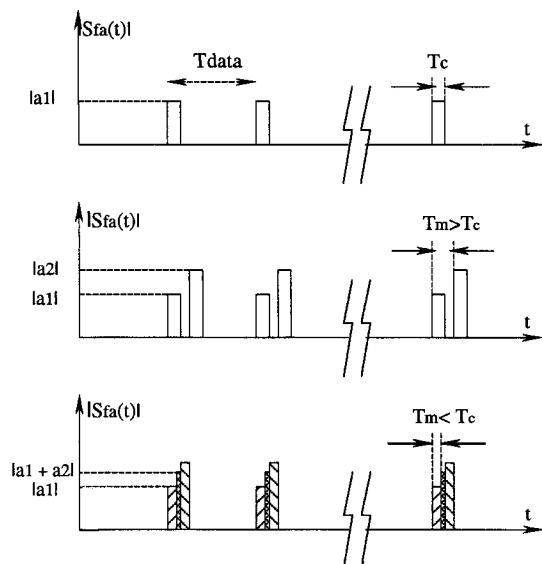 |Sfa(t)|
Tdata
Tc
|a1|
t
|Sfa(t)|
Tm>Tc
|a2|
|a1|
t
|Sfa(t)|
Tm< Tc
|a1 + a2|
|a1|
t